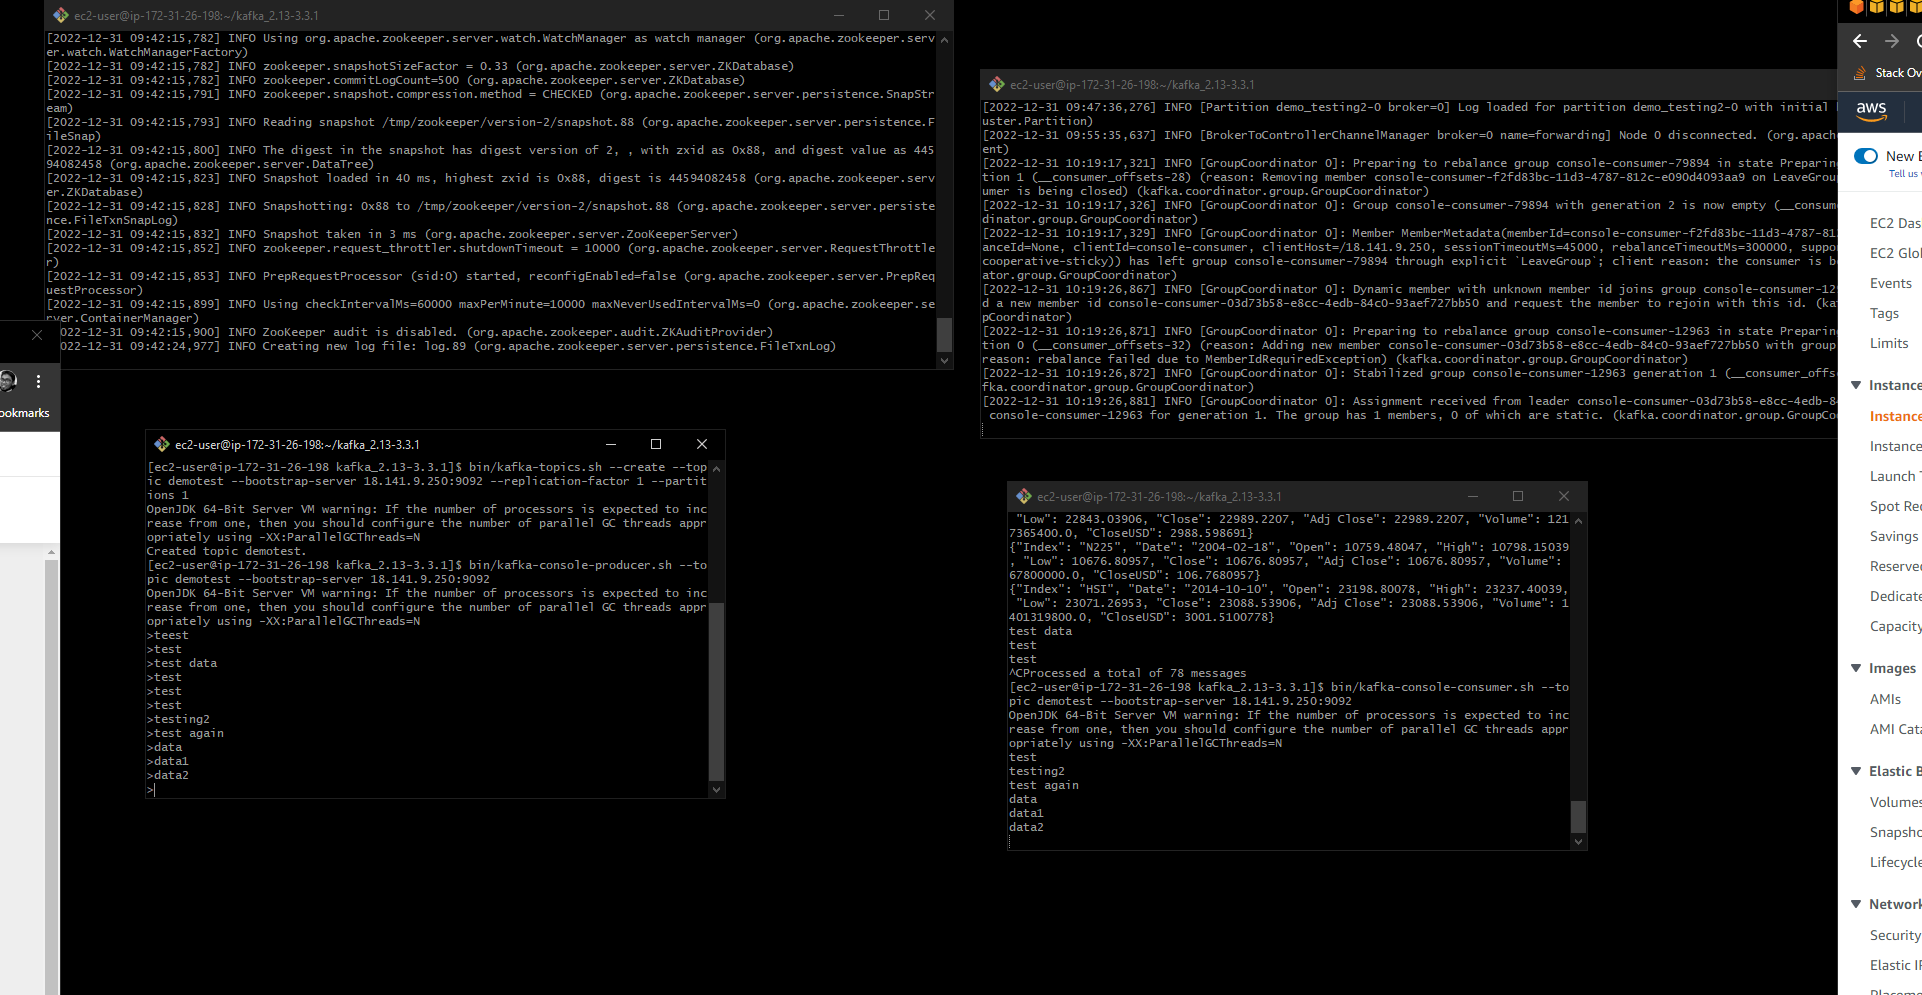 ec2-user@ip-172-31-26-198:~/kafka_2.13-3.3.1
[2022-12-31 09:42:15,782] INFO Using org.apache.zookeeper.server.watch.WatchManager as watch manager (org.apache.zookeeper.serv
er.watch.WatchManagerFactory)
[2022-12-31 09:42:15,782] INFO zookeeper.snapshotSizeFactor = 0.33 (org.apache.zookeeper.server.ZKDatabase)
[2022-12-31 09:42:15,782] INFO zookeeper.commitLogCount=500 (org.apache.zookeeper.server.ZKDatabase)
[2022-12-31 09:42:15,791] INFO zookeeper.snapshot.compression.method = CHECKED (org.apache.zookeeper.server.persistence.SnapStr
eam)
[2022-12-31 09:42:15,793] INFO Reading snapshot /tmp/zookeeper/version-2/snapshot.88 (org.apache.zookeeper.server.persistence.F
ileSnap)
[2022-12-31 09:42:15,800] INFO The digest in the snapshot has digest version of 2, , with zxid as 0x88, and digest value as 445
94082458 (org.apache.zookeeper.server.DataTree)
[2022-12-31 09:42:15,823] INFO Snapshot loaded in 40 ms, highest zxid is 0x88, digest is 44594082458 (org.apache.zookeeper.serv
er.ZKDatabase)
[2022-12-31 09:42:15,828] INFO Snapshotting: 0x88 to /tmp/zookeeper/version-2/snapshot.88 (org.apache.zookeeper.server.persiste
nce.FileTxnSnapLog)
[2022-12-31 09:42:15,832] INFO Snapshot taken in 3 ms (org.apache.zookeeper.server.ZooKeeperServer)
[2022-12-31 09:42:15,852] INFO zookeeper.request_throttler.shutdownTimeout = 10000 (org.apache.zookeeper.server.RequestThrottle
r)
[2022-12-31 09:42:15,853] INFO PrepRequestProcessor (sid:0) started, reconfigEnabled=false (org.apache.zookeeper.server.PrepReq
uestProcessor)
[2022-12-31 09:42:15,899] INFO Using checkIntervalMs=60000 maxPerMinute=10000 maxNeverUsedIntervalMs=0 (org.apache.zookeeper.se
rver.ContainerManager)
2022-12-31 09:42:15,900] INFO ZooKeeper audit is disabled. (org.apache.zookeeper.audit.ZKAuditProvider)
2022-12-31 09:42:24,977] INFO Creating new log file: log.89 (org.apache.zookeeper.server.persistence.FileTxnLog)
ookmarks
ec2-user@ip-172-31-26-198:~/kafka_2.13-3.3.1
[2022-12-31 09:47:36,276] INFO [Partition demo_testing2-0 broker=0] Log loaded for partition demo_testing2-0 with initial
uster.Partition)
[2022-12-31 09:55:35,637] INFO [BrokerToControllerChannelManager broker=0 name=forwarding] Node 0 disconnected. (org.apach
ent)
[2022-12-31 10:19:17,321] INFO [GroupCoordinator 0]: Preparing to rebalance group console-consumer-79894 in state Preparin
tion 1 (__consumer_offsets-28) (reason: Removing member console-consumer-f2fd83bc-11d3-4787-812c-e090d4093aa9 on LeaveGrou
umer is being closed) (kafka.coordinator.group.GroupCoordinator)
[2022-12-31 10:19:17,326] INFO [GroupCoordinator 0]: Group console-consumer-79894 with generation 2 is now empty (__consum
dinator.group.GroupCoordinator)
[2022-12-31 10:19:17,329] INFO [GroupCoordinator 0]: Member MemberMetadata(memberId=console-consumer-f2fd83bc-11d3-4787-81
anceId=None, clientId=console-consumer, clientHost=/18.141.9.250, sessionTimeoutMs=45000, rebalanceTimeoutMs=300000, suppo
cooperative-sticky)) has left group console-consumer-79894 through explicit `LeaveGroup`; client reason: the consumer is b
ator.group.GroupCoordinator)
[2022-12-31 10:19:26,867] INFO [GroupCoordinator 0]: Dynamic member with unknown member id joins group console-consumer-12
d a new member id console-consumer-03d73b58-e8cc-4edb-84c0-93aef727bb50 and request the member to rejoin with this id. (ka
pCoordinator)
[2022-12-31 10:19:26,871] INFO [GroupCoordinator 0]: Preparing to rebalance group console-consumer-12963 in state Preparin
tion 0 (__consumer_offsets-32) (reason: Adding new member console-consumer-03d73b58-e8cc-4edb-84c0-93aef727bb50 with group
reason: rebalance failed due to MemberIdRequiredException) (kafka.coordinator.group.GroupCoordinator)
[2022-12-31 10:19:26,872] INFO [GroupCoordinator 0]: Stabilized group console-consumer-12963 generation 1 (__consumer_offs
fka.coordinator.group.GroupCoordinator)
[2022-12-31 10:19:26,881] INFO [GroupCoordinator 0]: Assignment received from leader console-consumer-03d73b58-e8cc-4edb-8
console-consumer-12963 for generation 1. The group has 1 members, 0 of which are static. (kafka.coordinator.group.GroupCo
ec2-user@ip-172-31-26-198:~/kafka_2.13-3.3.1
[ec2-user@ip-172-31-26-198 kafka_2.13-3.3.1]$ bin/kafka-topics.sh --create --top
ic demotest --bootstrap-server 18.141.9.250:9092 --replication-factor 1 --partit
ions 1
OpenJDK 64-Bit Server VM warning: If the number of processors is expected to inc
rease from one, then you should configure the number of parallel GC threads appr
opriately using -XX:ParallelGCThreads=N
Created topic demotest.
[ec2-user@ip-172-31-26-198 kafka_2.13-3.3.1]$ bin/kafka-console-producer.sh --to
pic demotest --bootstrap-server 18.141.9.250:9092
OpenJDK 64-Bit Server VM warning: If the number of processors is expected to inc
rease from one, then you should configure the number of parallel GC threads appr
opriately using -XX:ParallelGCThreads=N
>teest
>test
>test data
>test
>test
>test
>testing2
>test again
>data
>data1
>data2
>
ec2-user@ip-172-31-26-198:~/kafka_2.13-3.3.1
"Low": 22843.03906, "Close": 22989.2207, "Adj Close": 22989.2207, "Volume": 121
7365400.0, "CloseUSD": 2988.598691}
{"Index": "N225", "Date": "2004-02-18", "Open": 10759.48047, "High": 10798.15039
, "Low": 10676.80957, "Close": 10676.80957, "Adj Close": 10676.80957, "Volume":
67800000.0, "CloseUSD": 106.7680957}
{"Index": "HSI", "Date": "2014-10-10", "Open": 23198.80078, "High": 23237.40039,
"Low": 23071.26953, "Close": 23088.53906, "Adj Close": 23088.53906, "Volume": 1
401319800.0, "CloseUSD": 3001.5100778}
test data
test
test
^CProcessed a total of 78 messages
[ec2-user@ip-172-31-26-198 kafka_2.13-3.3.1]$ bin/kafka-console-consumer.sh --to
pic demotest --bootstrap-server 18.141.9.250:9092
OpenJDK 64-Bit Server VM warning: If the number of processors is expected to inc
rease from one, then you should configure the number of parallel GC threads appr
opriately using -XX:ParallelGCThreads=N
test
testing2
test again
data
data1
data2
Stack Ov
aws
New E
Tell us
EC2 Das
EC2 Glo
Events
Tags
Limits
Instance
Instance
Instance
Launch T
Spot Re
Savings
Reserve
Dedicate
Capacity
Images
AMIs
AMI Cat
Elastic B
Volumes
Snapsho
Lifecycle
Network
Security
Elastic IP
Placeme